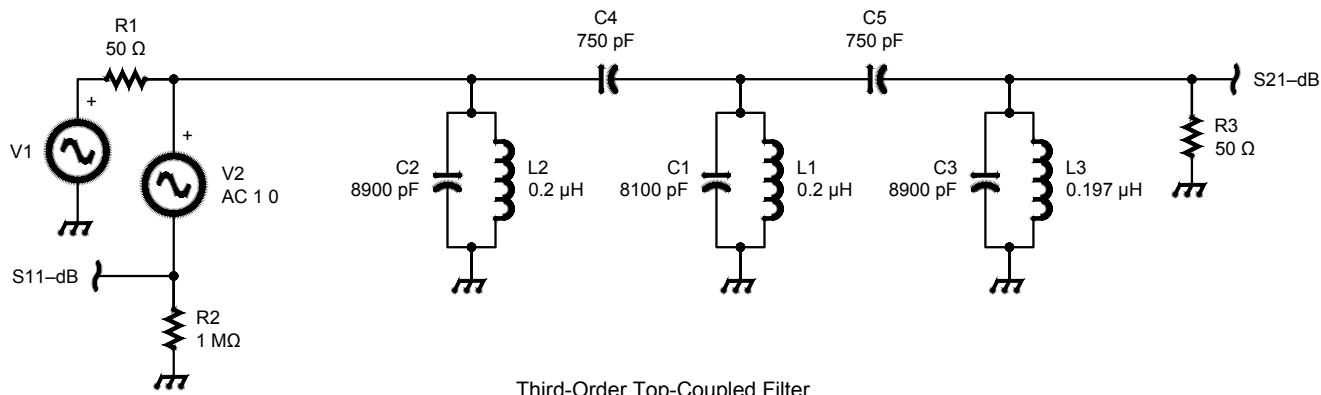 R1
50 Ω
C4
750 pF
C5
750 pF
S21–dB
+
V1
+
V2
AC 1 0
C2
8900 pF
L2
0.2 µH
C1
8100 pF
L1
0.2 µH
C3
8900 pF
L3
0.197 µH
R3
50 Ω
S11–dB
R2
1 MΩ
Third-Order Top-Coupled Filter